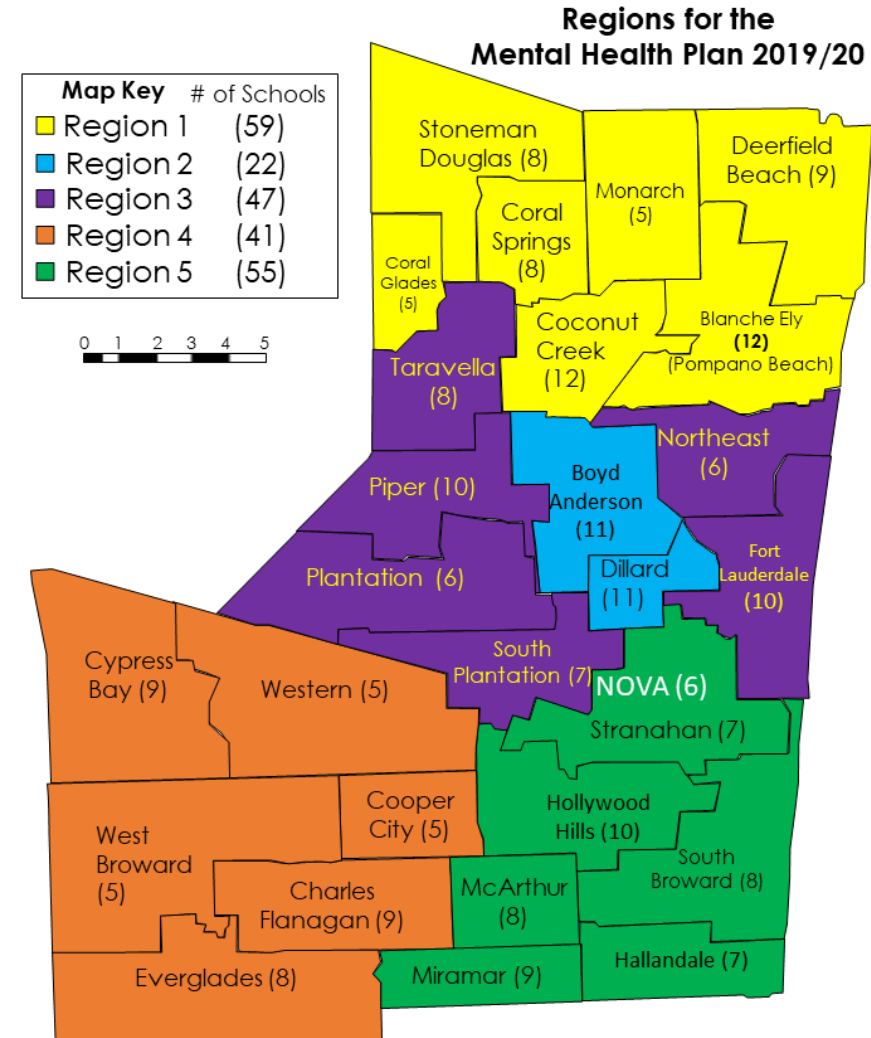 Regions for the
Mental Health Plan 2019/20
Map Key # of Schools
Region 1 (59)
Region 2 (22)
Region 3 (47)
Region 4 (41)
Region 5 (55)
0 1 2 3 4 5
Stoneman
Douglas (8)
Monarch
(5)
Deerfield
Beach (9)
Coral
Springs
(8)
Coral
Glades
(5)
Coconut
Creek
(12)
Blanche Ely
(12)
(Pompano Beach)
Taravella
(8)
Northeast
(6)
Piper (10)
Boyd
Anderson
(11)
Fort
Lauderdale
(10)
Plantation (6)
Dillard
(11)
South
Plantation (7)
NOVA (6)
Stranahan (7)
Cypress
Bay (9)
Western (5)
Cooper
City (5)
Hollywood
Hills (10)
West
Broward
(5)
South
Broward (8)
Charles
Flanagan (9)
McArthur
(8)
Everglades (8)
Miramar (9)
Hallandale (7)